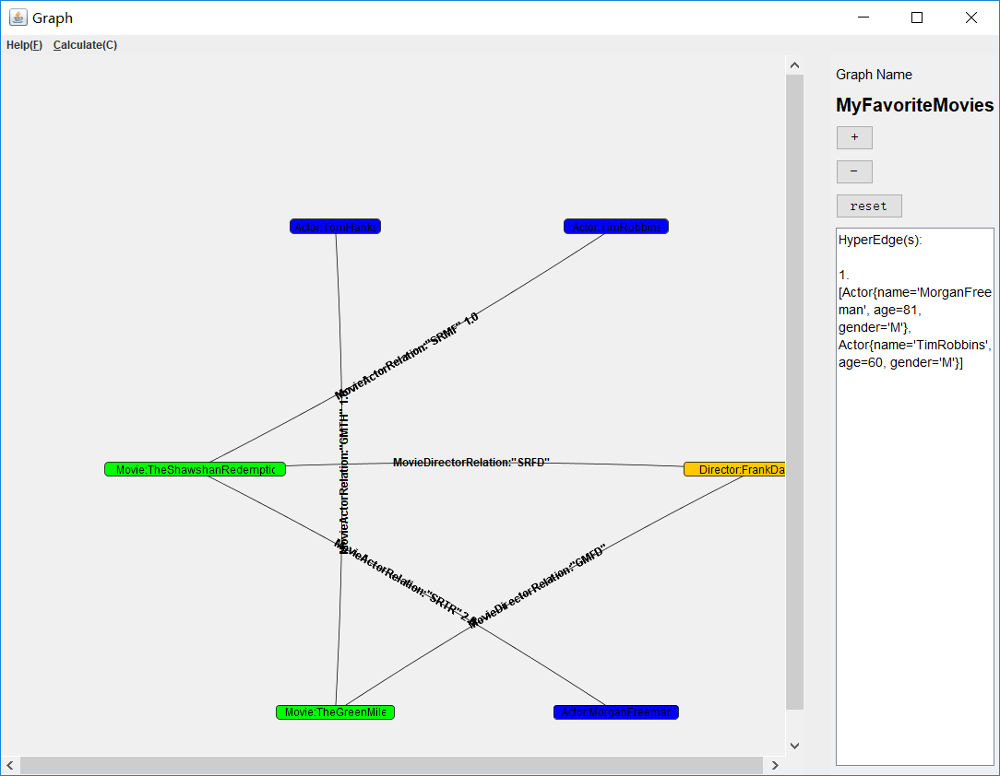 Graph
Help(F) Calculate(C)
Graph Name
MyFavoriteMovies
+
−
reset
HyperEdge(s):
1.
[Actor{name='MorganFree
man', age=81,
gender='M'},
Actor{name='TimRobbins',
age=60, gender='M'}]
Actor:TomHanks
Actor:TimRobbins
MovieActorRelation:"SRMF" 1.0
MovieActorRelation:"GMTH" 1.0
Movie:TheShawshanRedemptic
MovieDirectorRelation:"SRFD"
Director:FrankDa
MovieActorRelation:"SRTR" 2.0
MovieDirectorRelation:"GMFD"
Movie:TheGreenMile
Actor:MorganFreeman